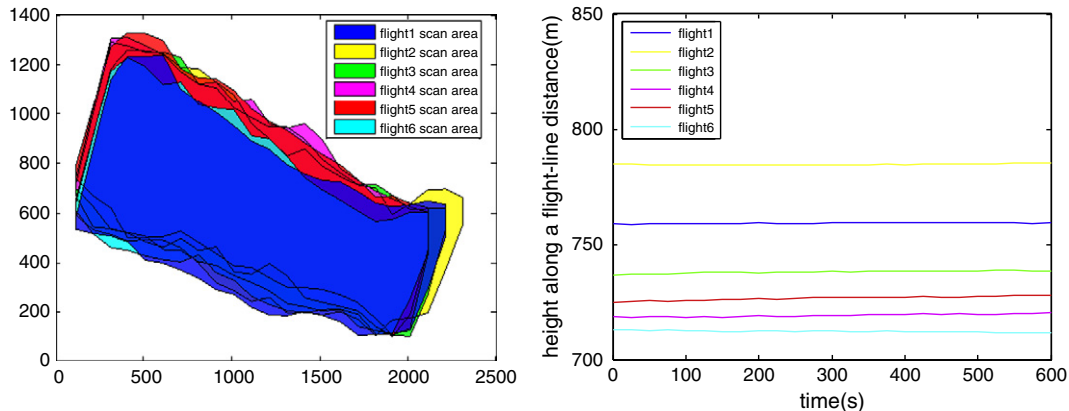 1400
1200
1000
800
600
400
200
0
0
500
1000
1500
2000
2500
flight1 scan area
flight2 scan area
flight3 scan area
flight4 scan area
flight5 scan area
flight6 scan area
height along a flight-line distance(m)
850
800
750
700
0
100
200
300
400
500
600
time(s)
flight1
flight2
flight3
flight4
flight5
flight6